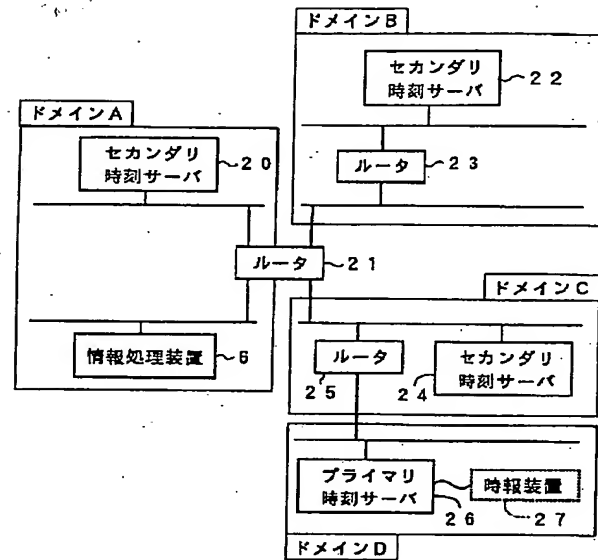 ドメインB
セカンダリ
時刻サーバ
22
ルータ
23
ドメインA
セカンダリ
時刻サーバ
20
ルータ
21
情報処理装置
6
ドメインC
ルータ
25
セカンダリ
時刻サーバ
24
プライマリ
時刻サーバ
26
時報装置
27
ドメインD